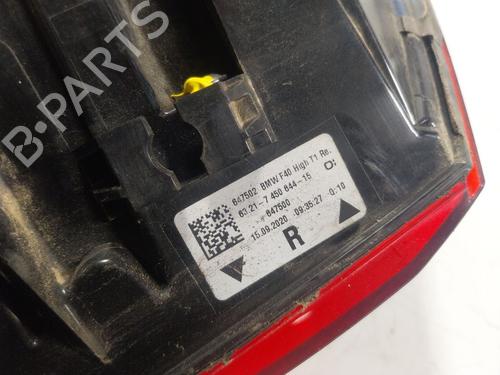 647502 BMW F40 High T1 Re.
63.21-7 450 644-15
647500
15.09.2020 09:35:27 0:10
R
B-PARTS